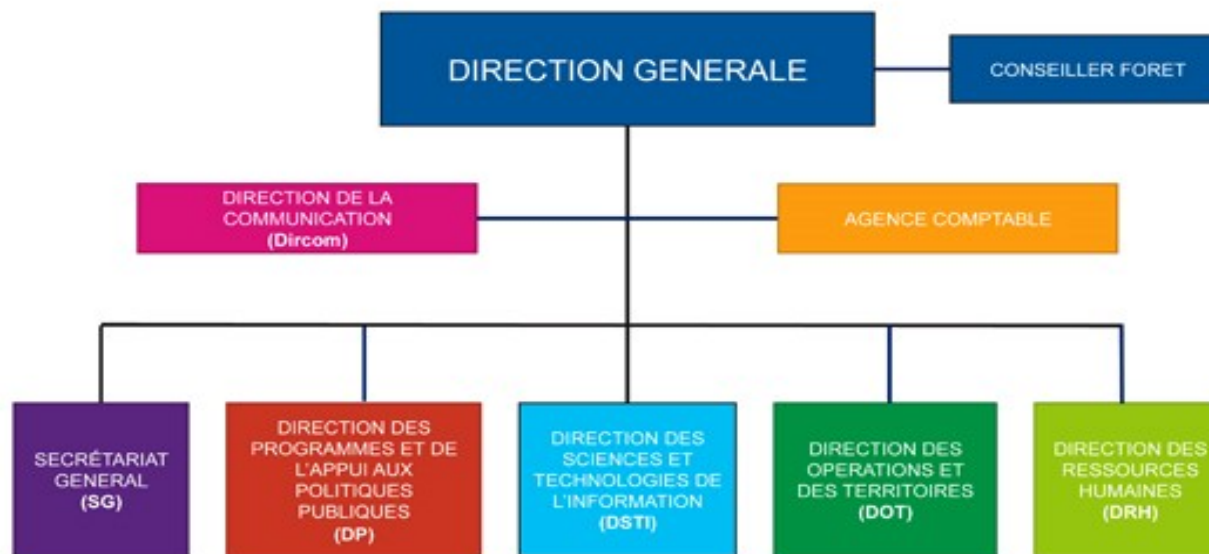 DIRECTION GENERALE
CONSEILLER FORET
DIRECTION DE LA
COMMUNICATION
(Dircom)
AGENCE COMPTABLE
SECRÉTARIAT
GENERAL
(SG)
DIRECTION DES
PROGRAMMES ET DE
L'APPUI AUX
POLITIQUES
PUBLIQUES
(DP)
DIRECTION DES
SCIENCES ET
TECHNOLOGIES DE
L'INFORMATION
(DSTI)
DIRECTION DES
OPERATIONS ET
DES TERRITOIRES
(DOT)
DIRECTION DES
RESSOURCES
HUMAINES
(DRH)